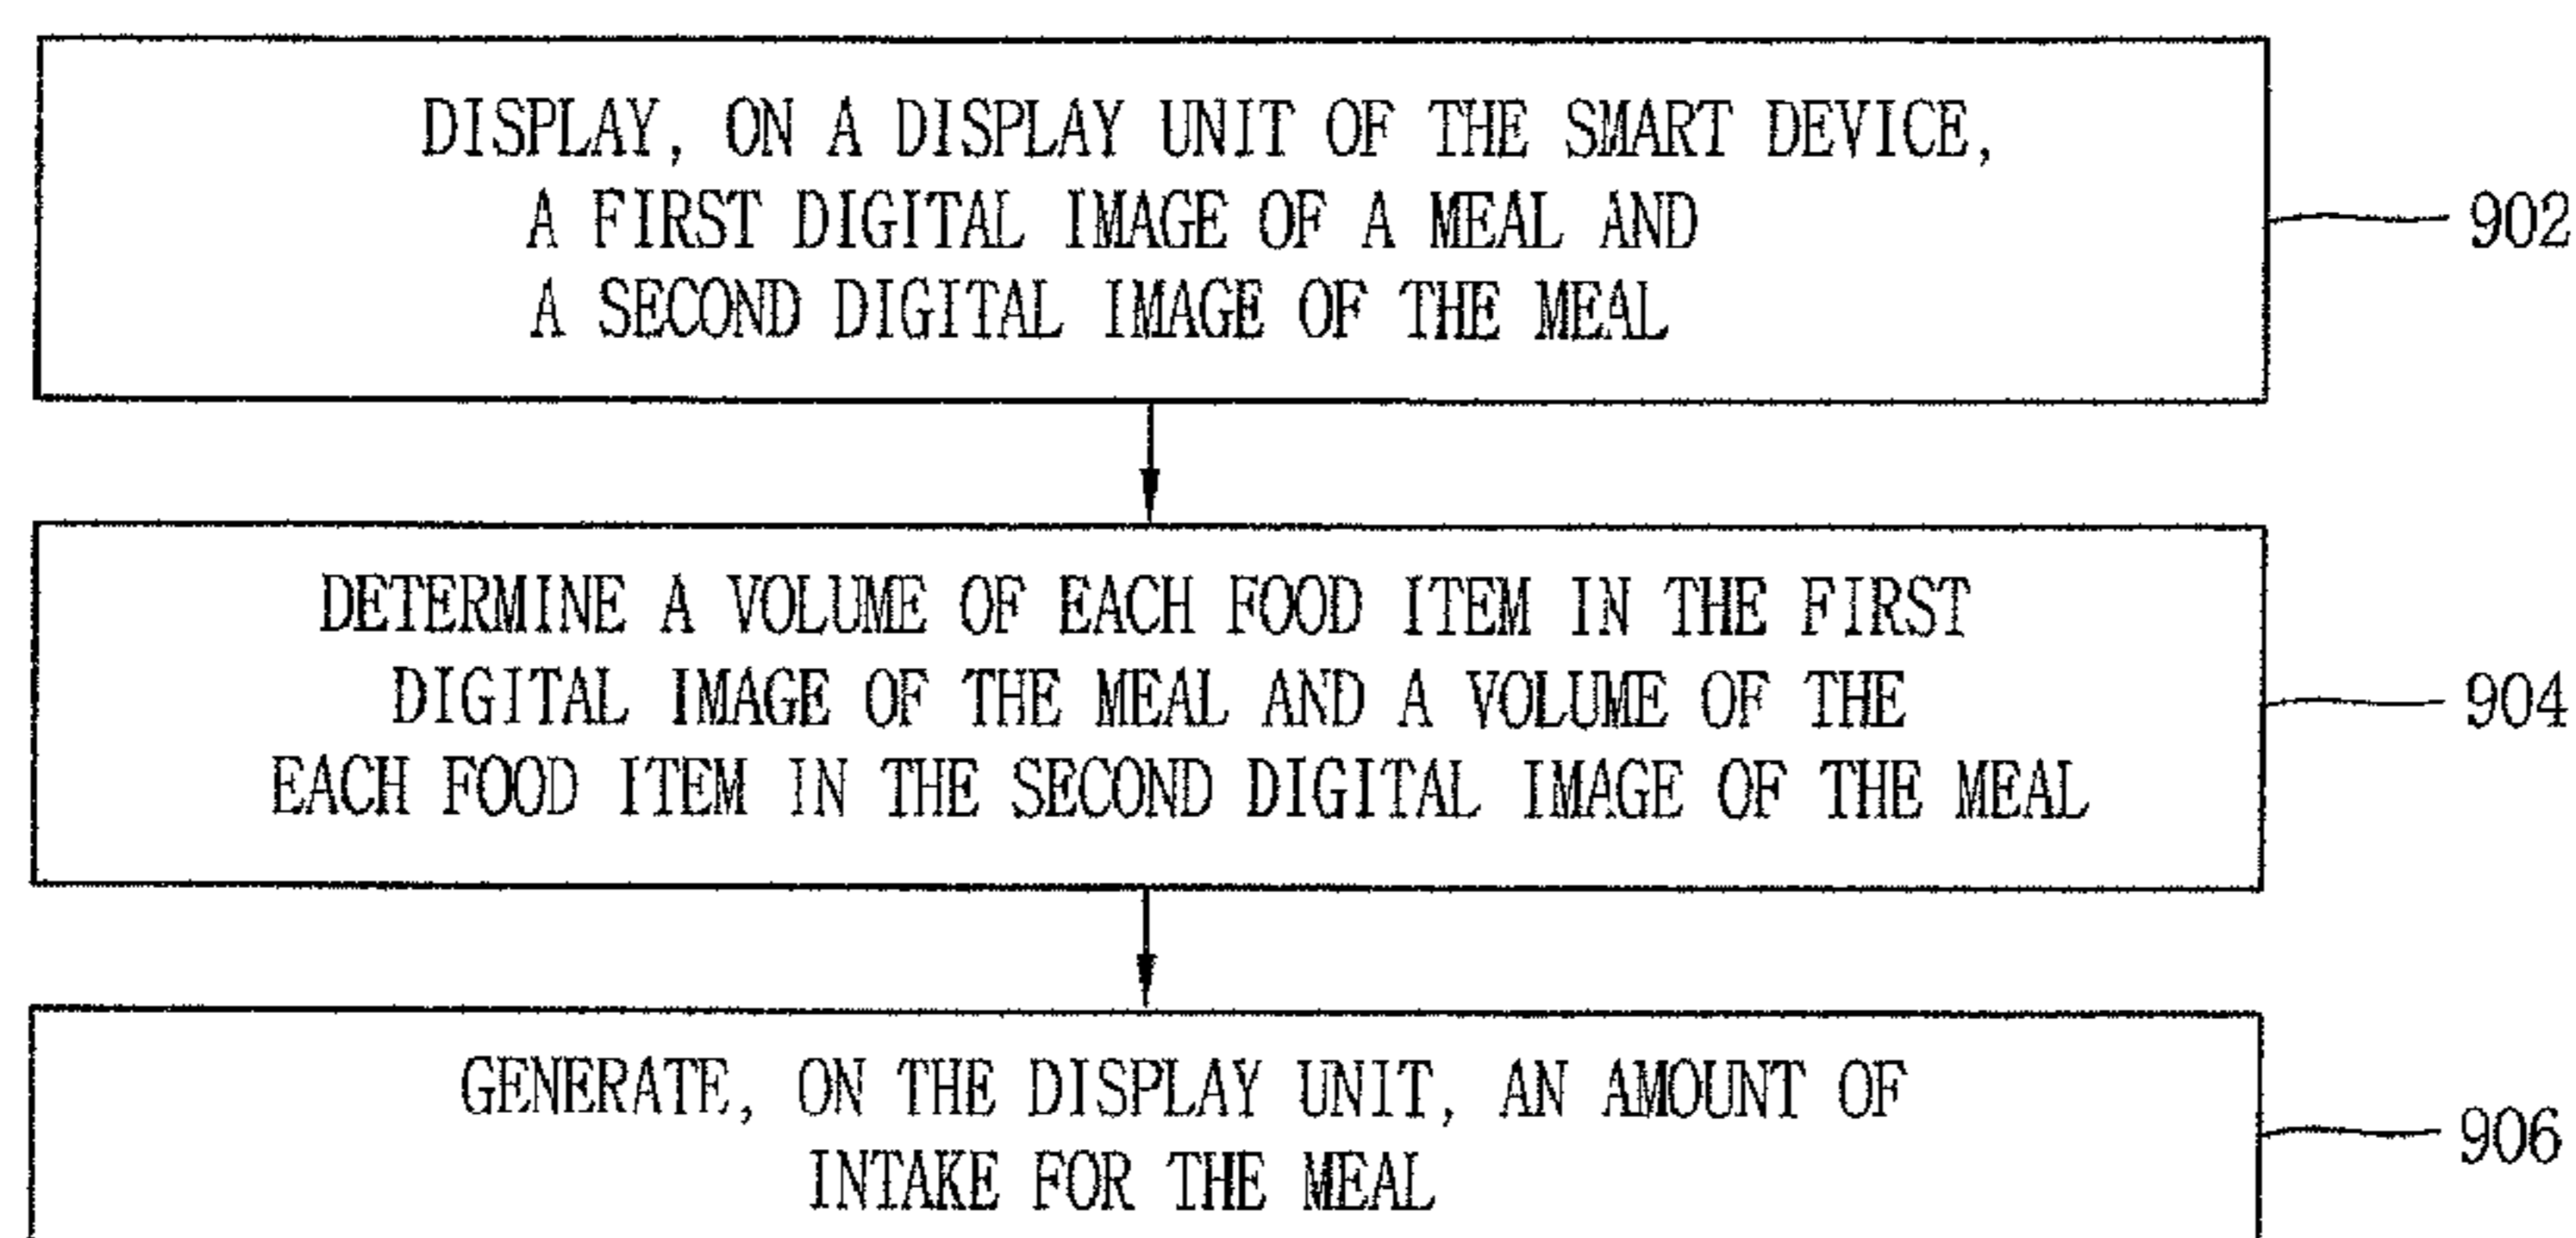 DISPLAY, ON A DISPLAY UNIT OF THE SMART DEVICE,
A FIRST DIGITAL IMAGE OF A MEAL AND
A SECOND DIGITAL IMAGE OF THE MEAL
902
DETERMINE A VOLUME OF EACH FOOD ITEM IN THE FIRST
DIGITAL IMAGE OF THE MEAL AND A VOLUME OF THE
EACH FOOD ITEM IN THE SECOND DIGITAL IMAGE OF THE MEAL
904
GENERATE, ON THE DISPLAY UNIT, AN AMOUNT OF
INTAKE FOR THE MEAL
906